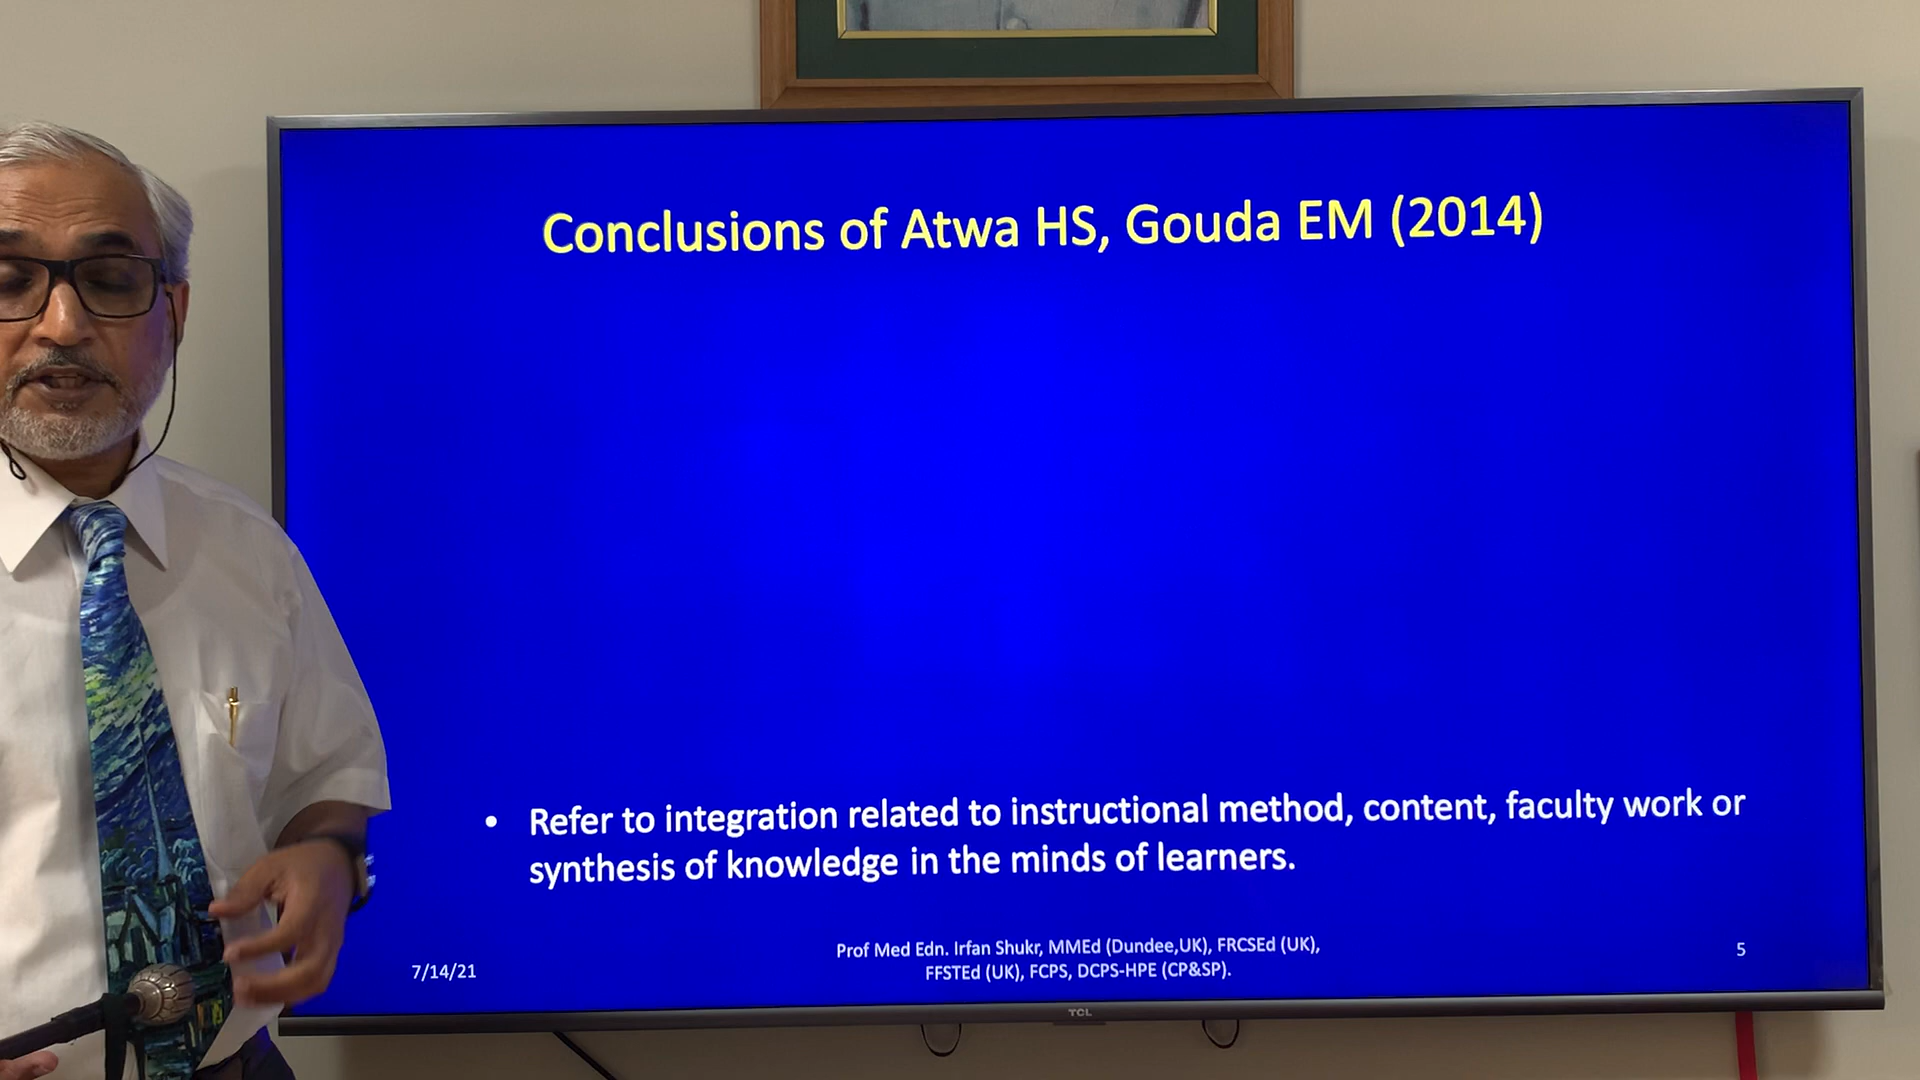 Conclusions of Atwa HS, Gouda EM (2014)
• Refer to integration related to instructional method, content, faculty work or
synthesis of knowledge in the minds of learners.
7/14/21
Prof Med Edn. Irfan Shukr, MMEd (Dundee,UK), FRCSEd (UK),
FFSTEd (UK), FCPS, DCPS-HPE (CP&SP).
5
TCL